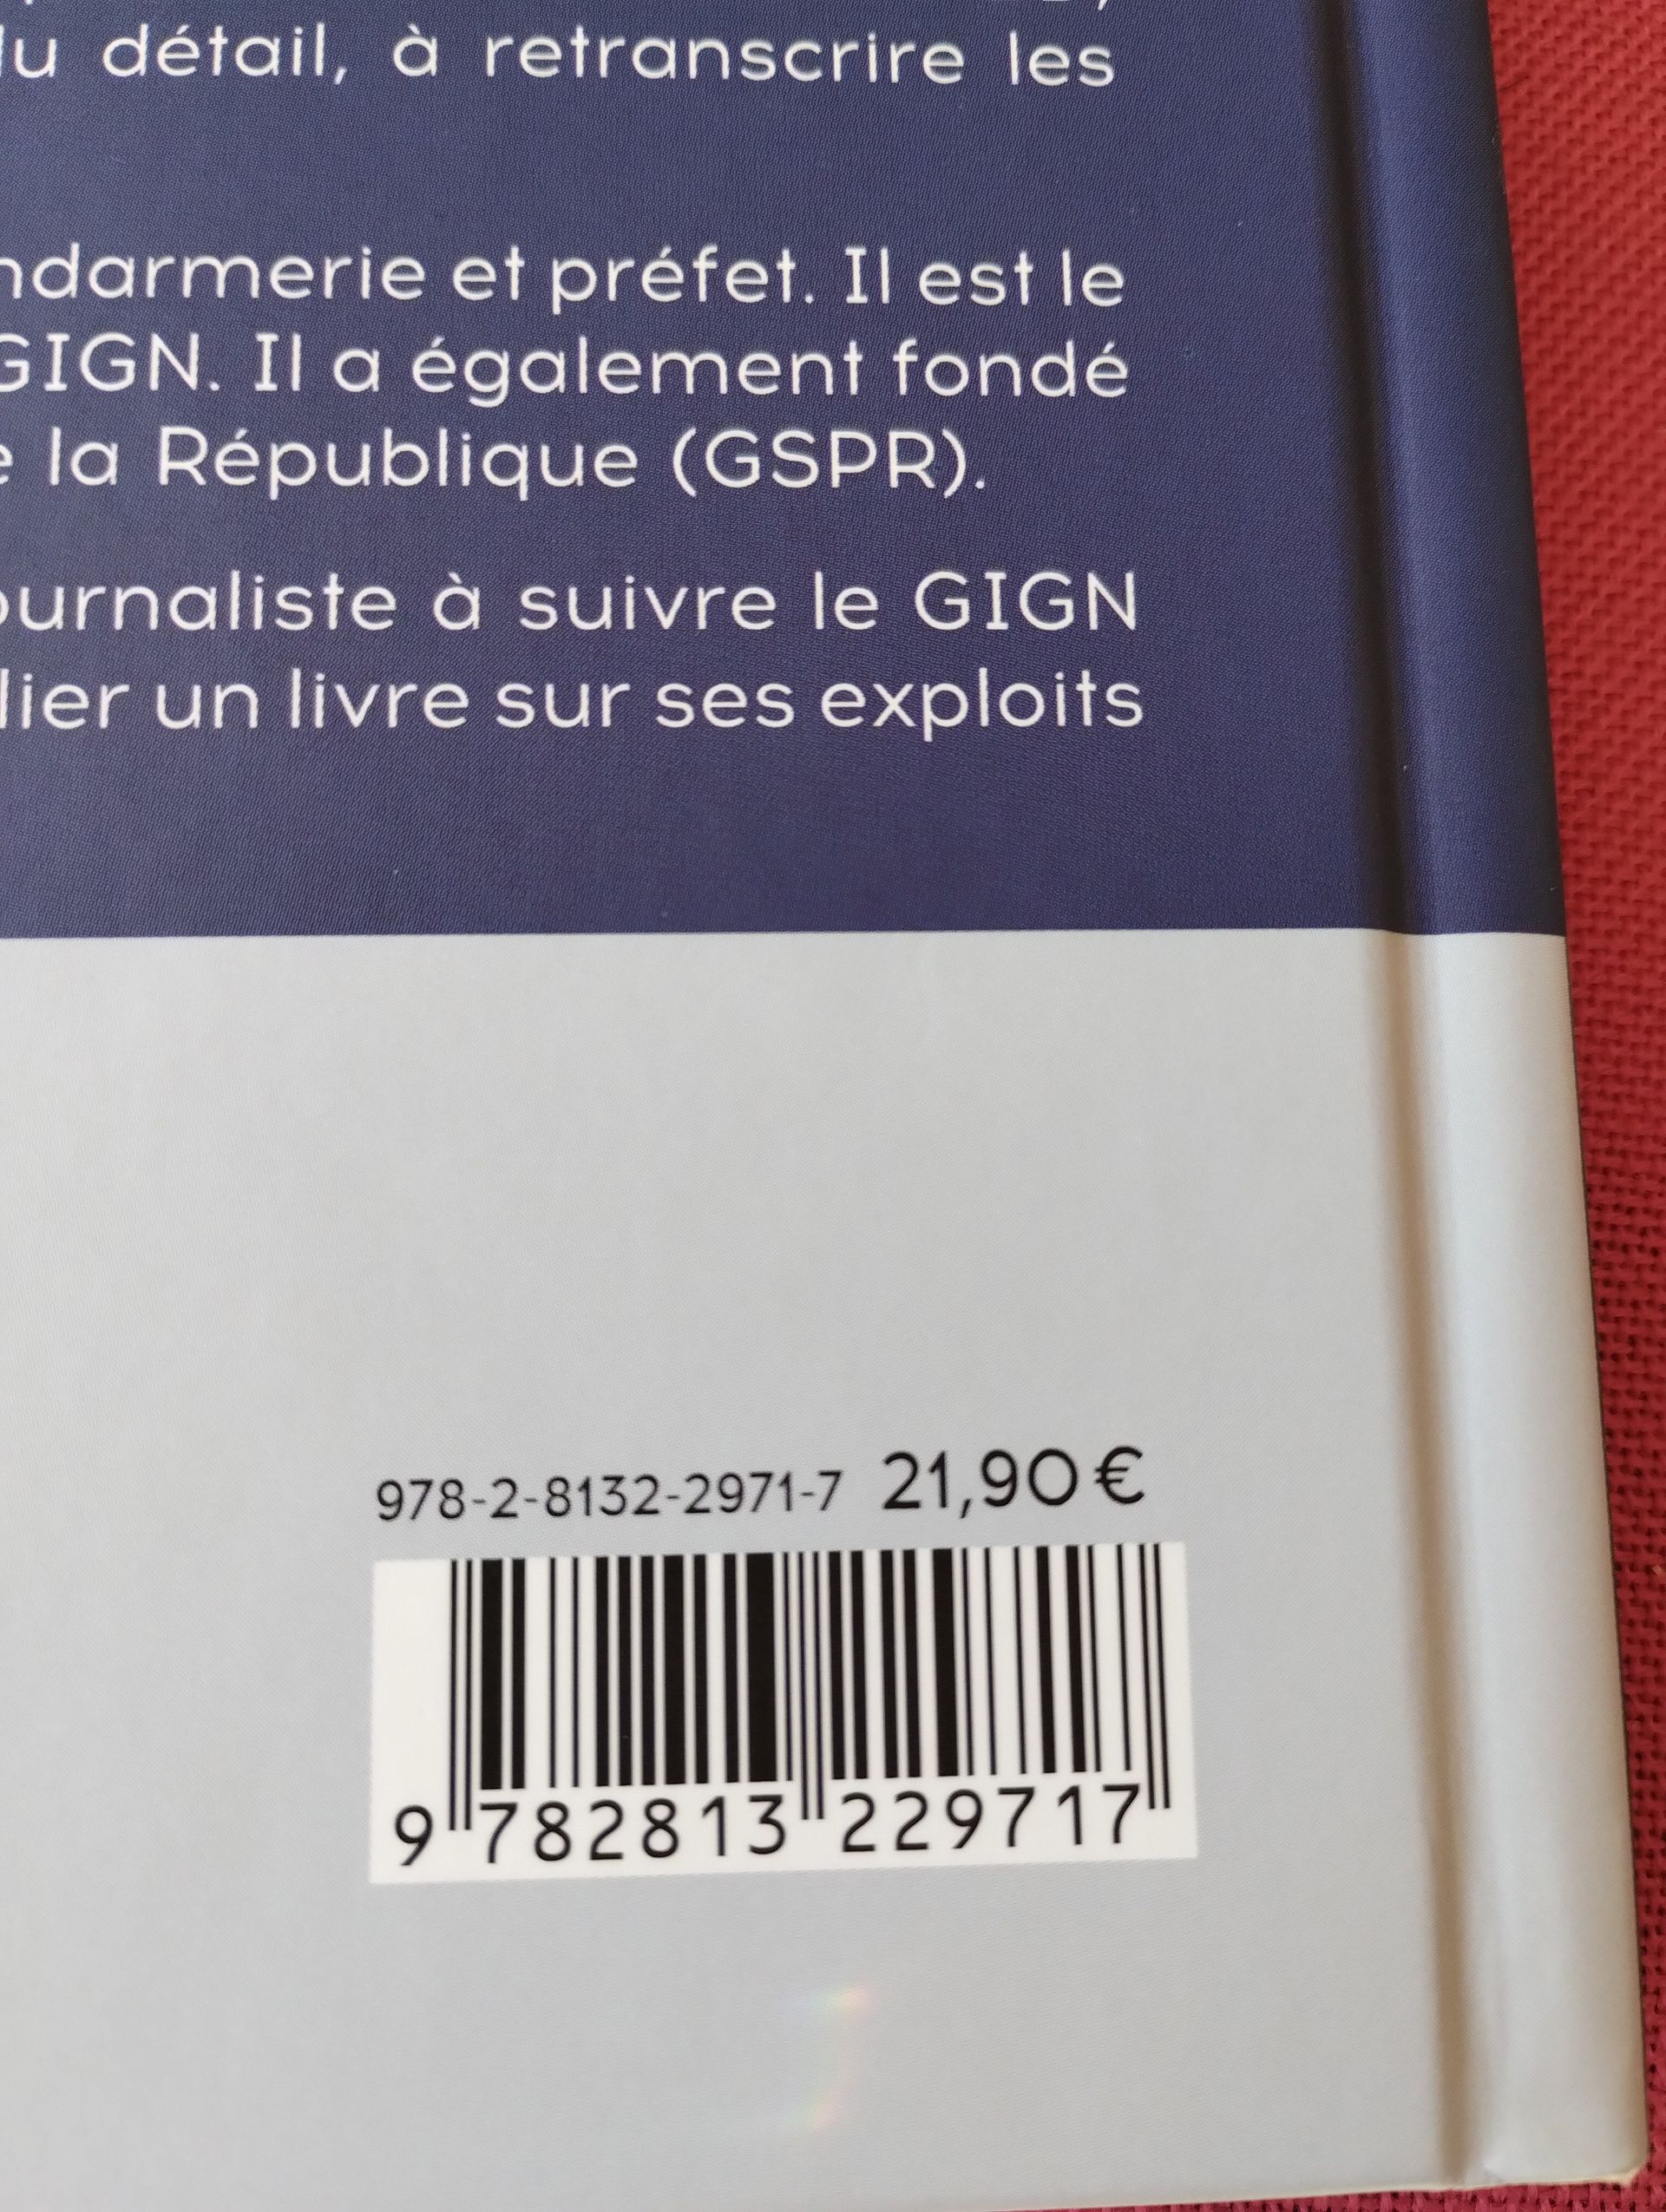 du détail, à retranscrire les
ndarmerie et préfet. Il est le
GIGN. Il a également fondé
e la République (GSPR).
ournaliste à suivre le GIGN
lier un livre sur ses exploits
978-2-8132-2971-7 21,90 €
9 782813 229717